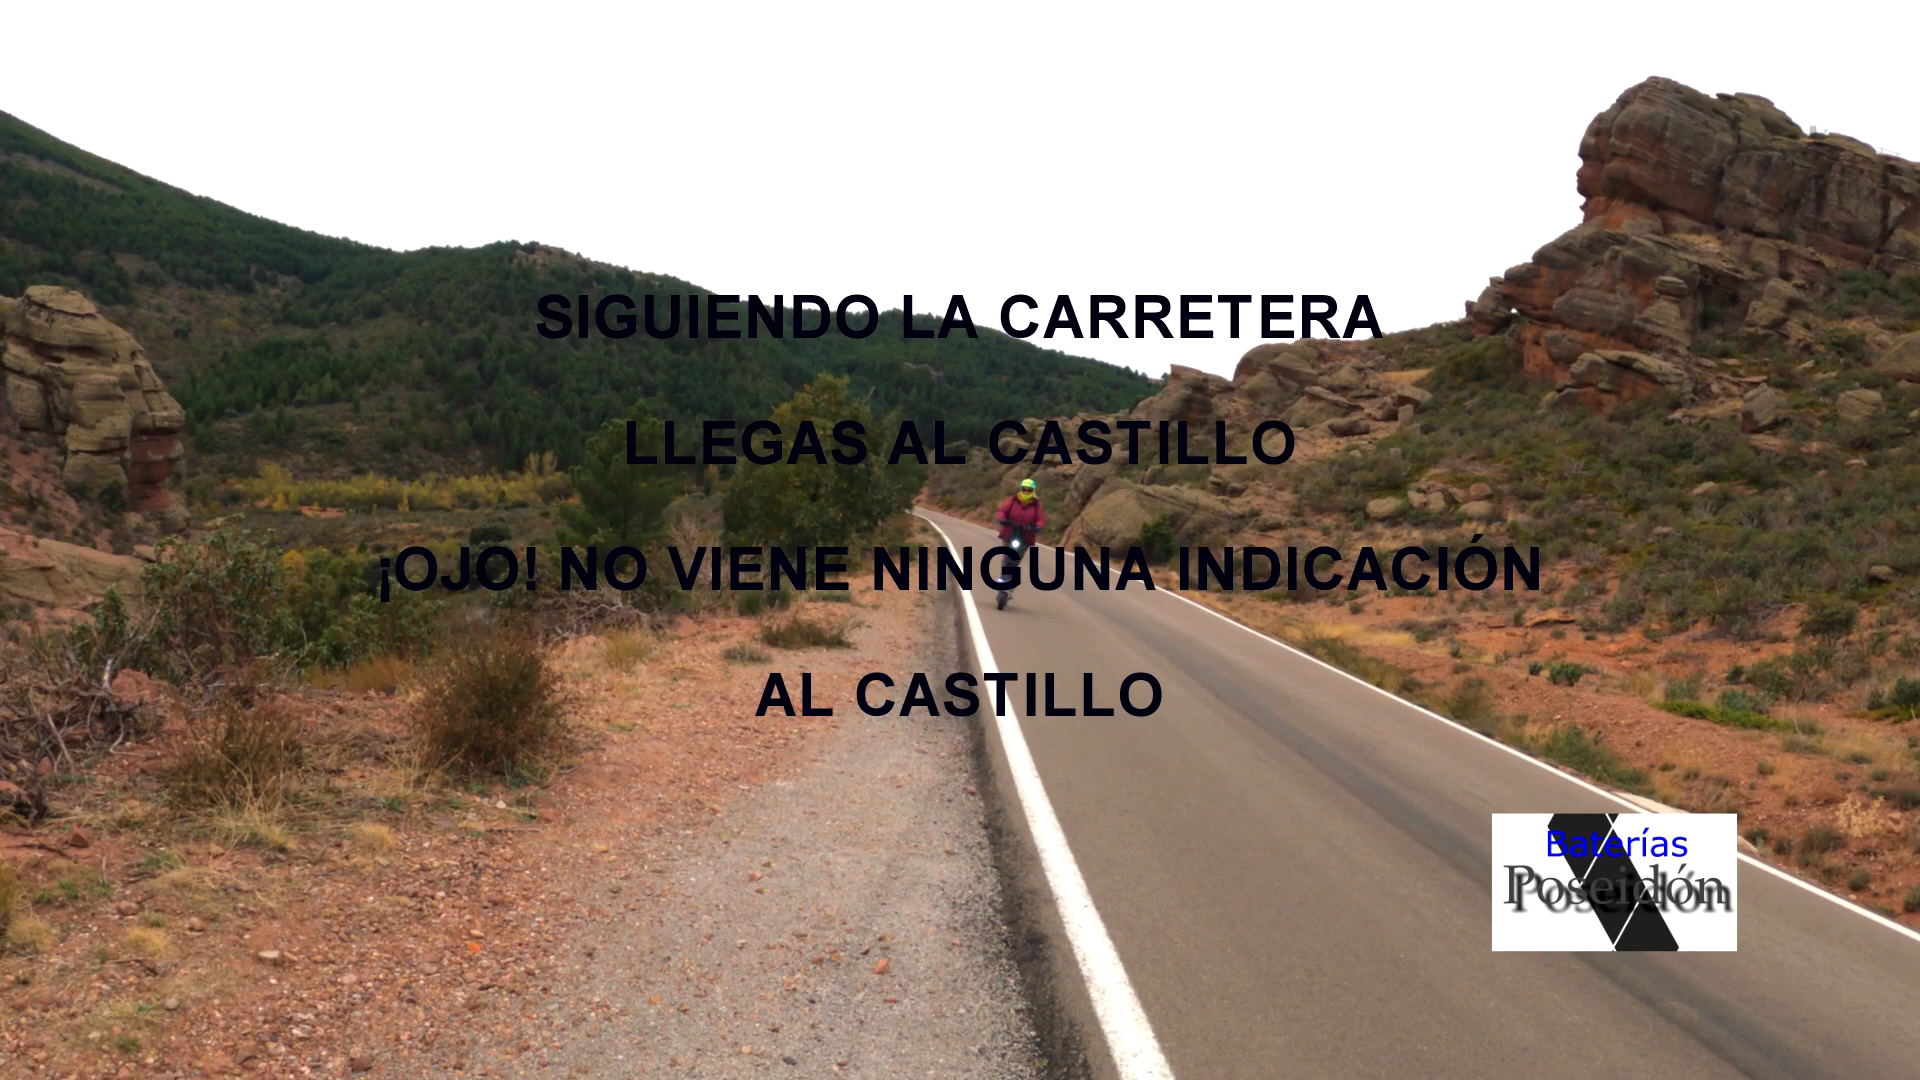 SIGUIENDO LA CARRETERA
LLEGAS AL CASTILLO
¡OJO! NO VIENE NINGUNA INDICACIÓN
AL CASTILLO
Baterías
Poseidón